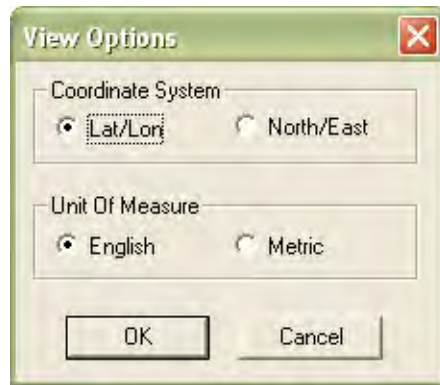 View Options
Coordinate System
Lat/Lon North/East
Unit Of Measure
English Metric
OK Cancel